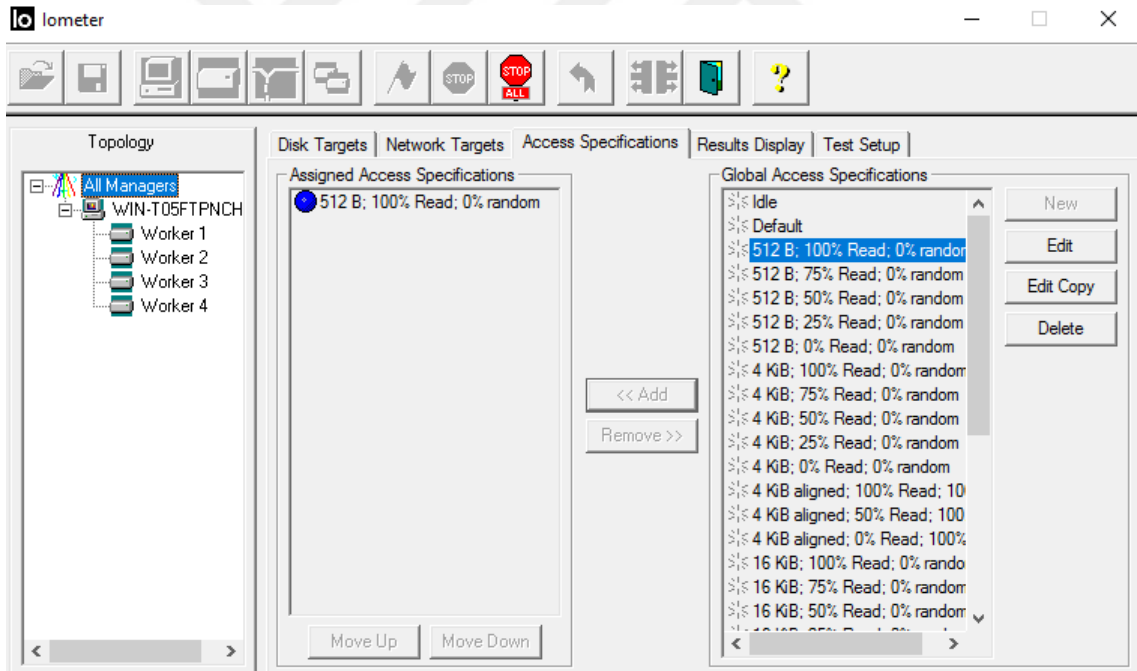 Io Iometer
STOP STOP ALL ?
Topology
All Managers
WIN-T05FTPNCH
Worker 1
Worker 2
Worker 3
Worker 4
Disk Targets Network Targets Access Specifications Results Display Test Setup
Assigned Access Specifications
512 B; 100% Read; 0% random
<< Add
Remove >>
Move Up Move Down
Global Access Specifications
Idle
Default
512 B; 100% Read; 0% randor
512 B; 75% Read; 0% random
512 B; 50% Read; 0% random
512 B; 25% Read; 0% random
512 B; 0% Read; 0% random
4 KiB; 100% Read; 0% random
4 KiB; 75% Read; 0% random
4 KiB; 50% Read; 0% random
4 KiB; 25% Read; 0% random
4 KiB; 0% Read; 0% random
4 KiB aligned; 100% Read; 10
4 KiB aligned; 50% Read; 100
4 KiB aligned; 0% Read; 100%
16 KiB; 100% Read; 0% rando
16 KiB; 75% Read; 0% random
16 KiB; 50% Read; 0% random
New
Edit
Edit Copy
Delete